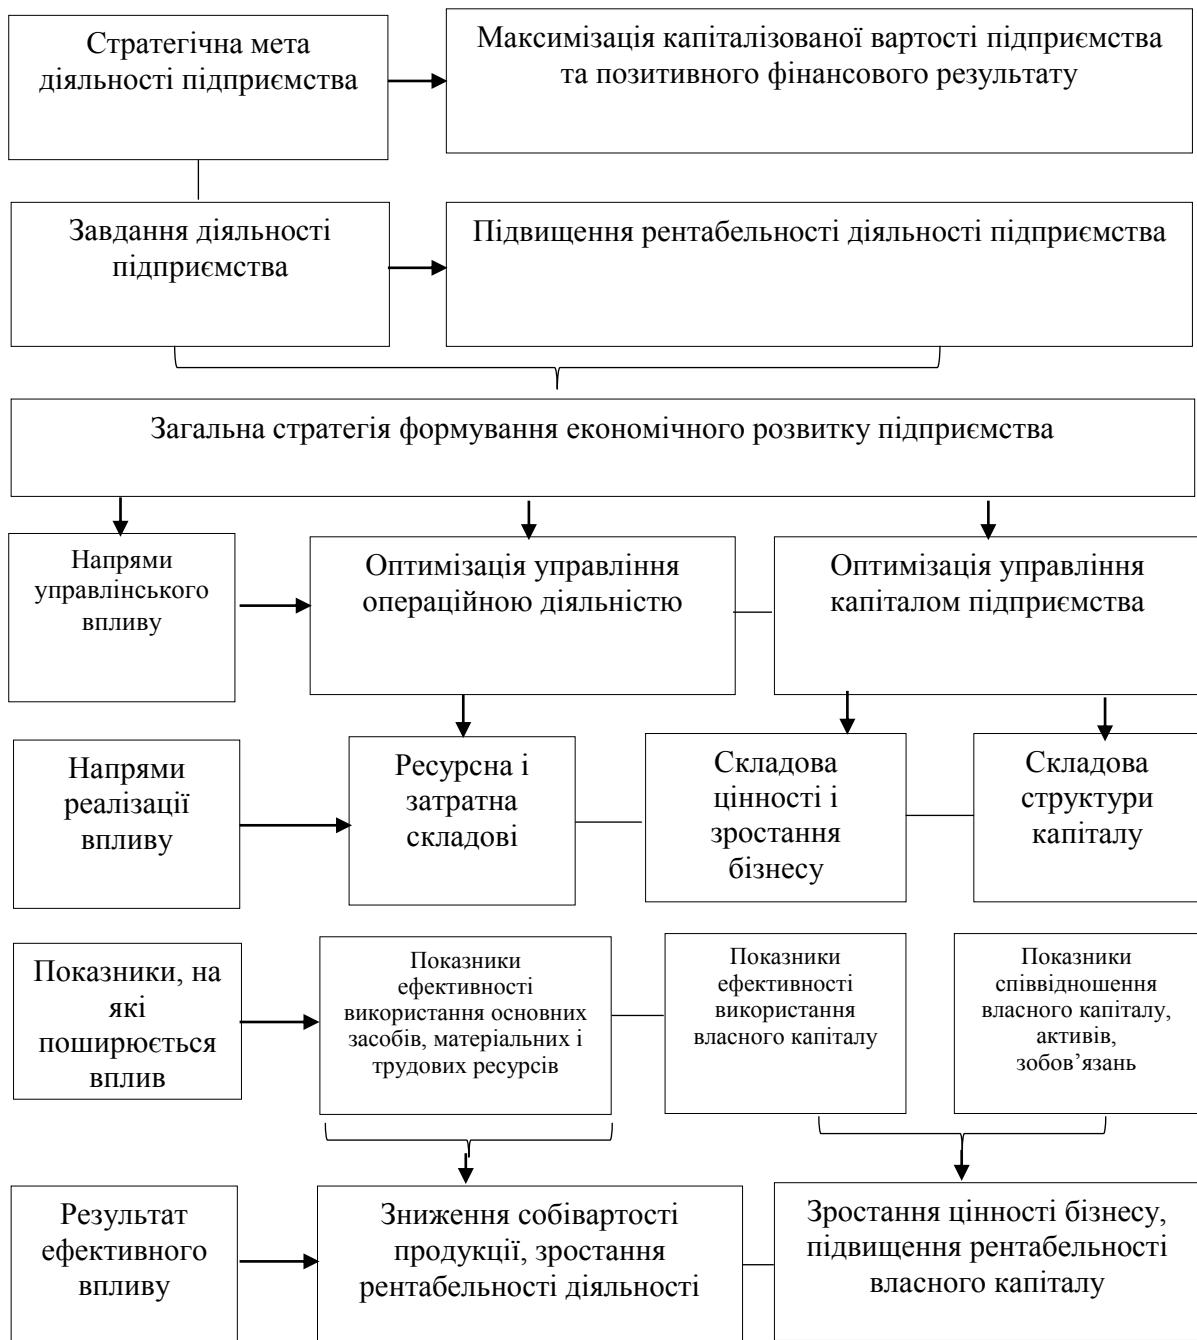 Стратегічна мета
діяльності підприємства
Максимізація капіталізованої вартості підприємства
та позитивного фінансового результату
Завдання діяльності
підприємства
Підвищення рентабельності діяльності підприємства
Загальна стратегія формування економічного розвитку підприємства
Напрями
управлінського
впливу
Оптимізація управління
операційною діяльністю
Оптимізація управління
капіталом підприємства
Напрями
реалізації
впливу
Ресурсна і
затратна
складові
Складова
цінності і
зростання
бізнесу
Складова
структури
капіталу
Показники, на
які
поширюється
вплив
Показники
ефективності
використання основних
засобів, матеріальних і
трудових ресурсів
Показники
ефективності
використання
власного капіталу
Показники
співвідношення
власного капіталу,
активів,
зобов’язань
Результат
ефективного
впливу
Зниження собівартості
продукції, зростання
рентабельності діяльності
Зростання цінності бізнесу,
підвищення рентабельності
власного капіталу